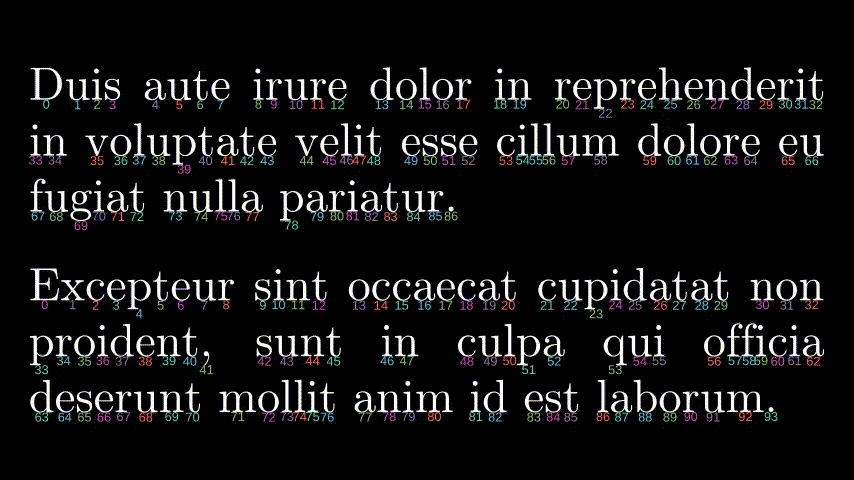 Duis aute irure dolor in reprehenderit
in voluptate velit esse cillum dolore eu
fugiat nulla pariatur.
Excepteur sint occaecat cupidatat non
proident, sunt in culpa qui officia
deserunt mollit anim id est laborum.